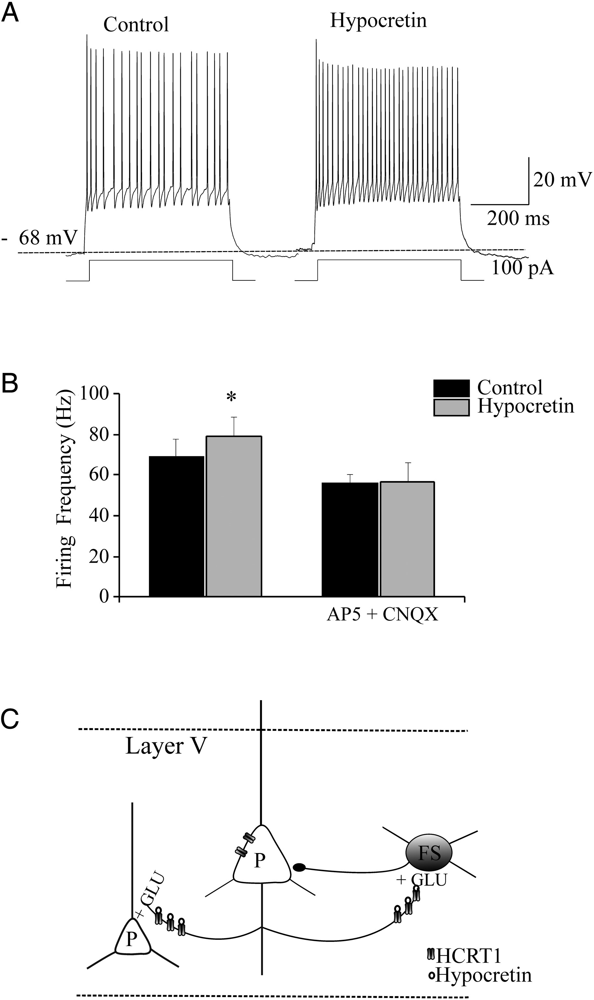 A
Control
Hypocretin
20 mV
200 ms
- 68 mV
100 pA
B
Control
Hypocretin
Firing Frequency (Hz)
100
*
80
60
40
20
0
AP5 + CNQX
C
Layer V
P
FS
+ GLU
+ GLU
P
HCRT1
Hypocretin